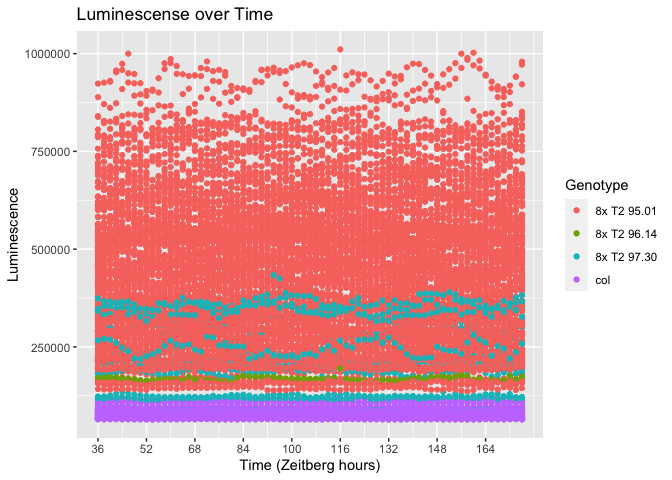 Luminescense over Time
Luminescence
1000000
750000
500000
250000
36 52 68 84 100 116 132 148 164
Time (Zeitberg hours)
Genotype
8x T2 95.01
8x T2 96.14
8x T2 97.30
col